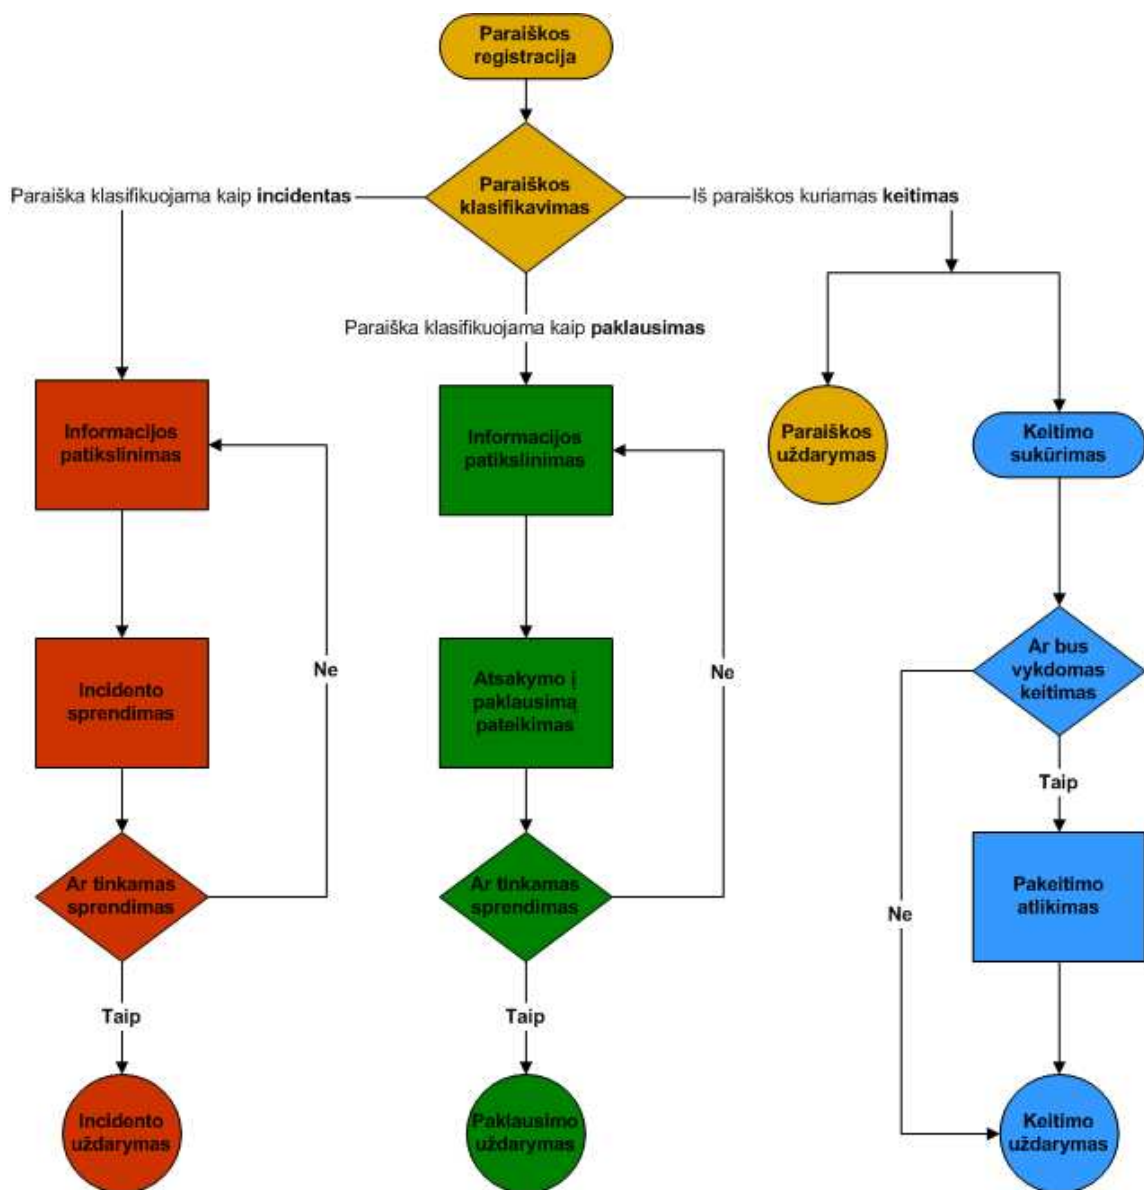 Paraiškos
registracija
Paraiškos
klasifikavimas
Paraiška klasifikuojama kaip incidentas
Iš paraiškos kuriamas keitimas
Paraiška klasifikuojama kaip paklausimas
Informacijos
patikslinimas
Informacijos
patikslinimas
Paraiškos
uždarymas
Keitimo
sukūrimas
Incidento
sprendimas
Ne
Atsakymo į
paklausimą
pateikimas
Ne
Ar bus
vykdomas
keitimas
Taip
Ar tinkamas
sprendimas
Ar tinkamas
sprendimas
Ne
Pakeitimo
atlikimas
Taip
Taip
Incidento
uždarymas
Paklausimo
uždarymas
Keitimo
uždarymas